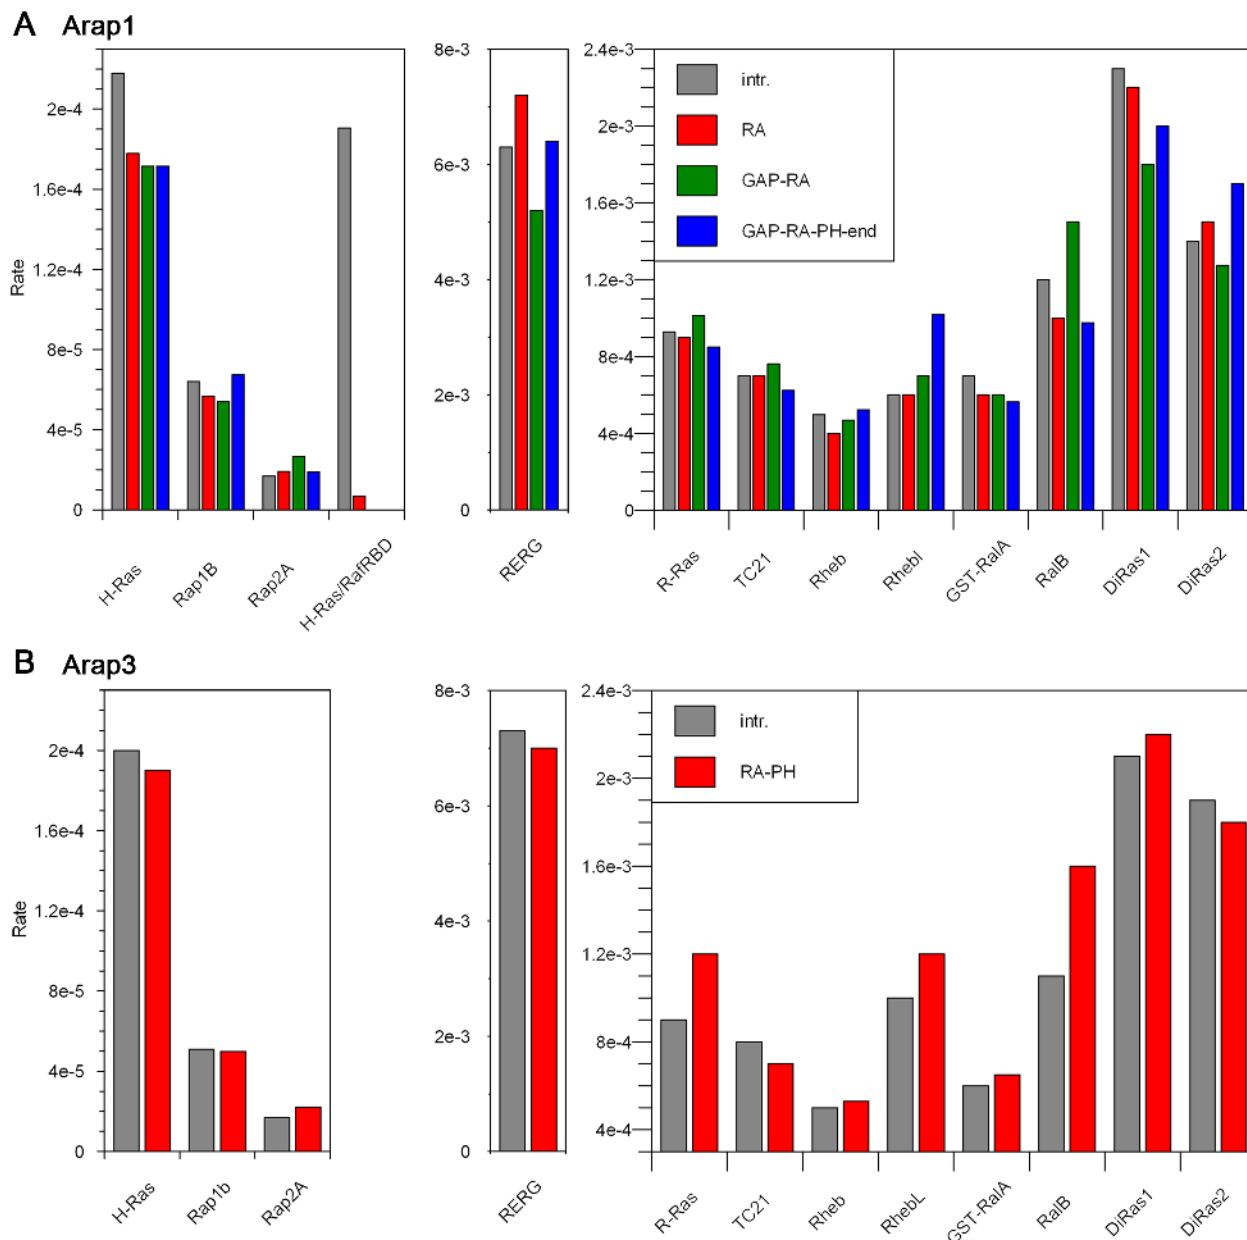 A Arap1
Rate
2e-4
1.6e-4
1.2e-4
8e-5
4e-5
0
H-Ras
Rap1B
Rap2A
H-Ras/RafRBD
8e-3
6e-3
4e-3
2e-3
0
RERG
2.4e-3
2e-3
1.6e-3
1.2e-3
8e-4
4e-4
0
intr.
RA
GAP-RA
GAP-RA-PH-end
R-Ras
TC21
Rheb
Rhebl
GST-RalA
RalB
DiRas1
DiRas2
B Arap3
Rate
2e-4
1.6e-4
1.2e-4
8e-5
4e-5
0
H-Ras
Rap1b
Rap2A
8e-3
6e-3
4e-3
2e-3
0
RERG
2.4e-3
2e-3
1.6e-3
1.2e-3
8e-4
4e-4
intr.
RA-PH
R-Ras
TC21
Rheb
RhebL
GST-RalA
RalB
DiRas1
DiRas2